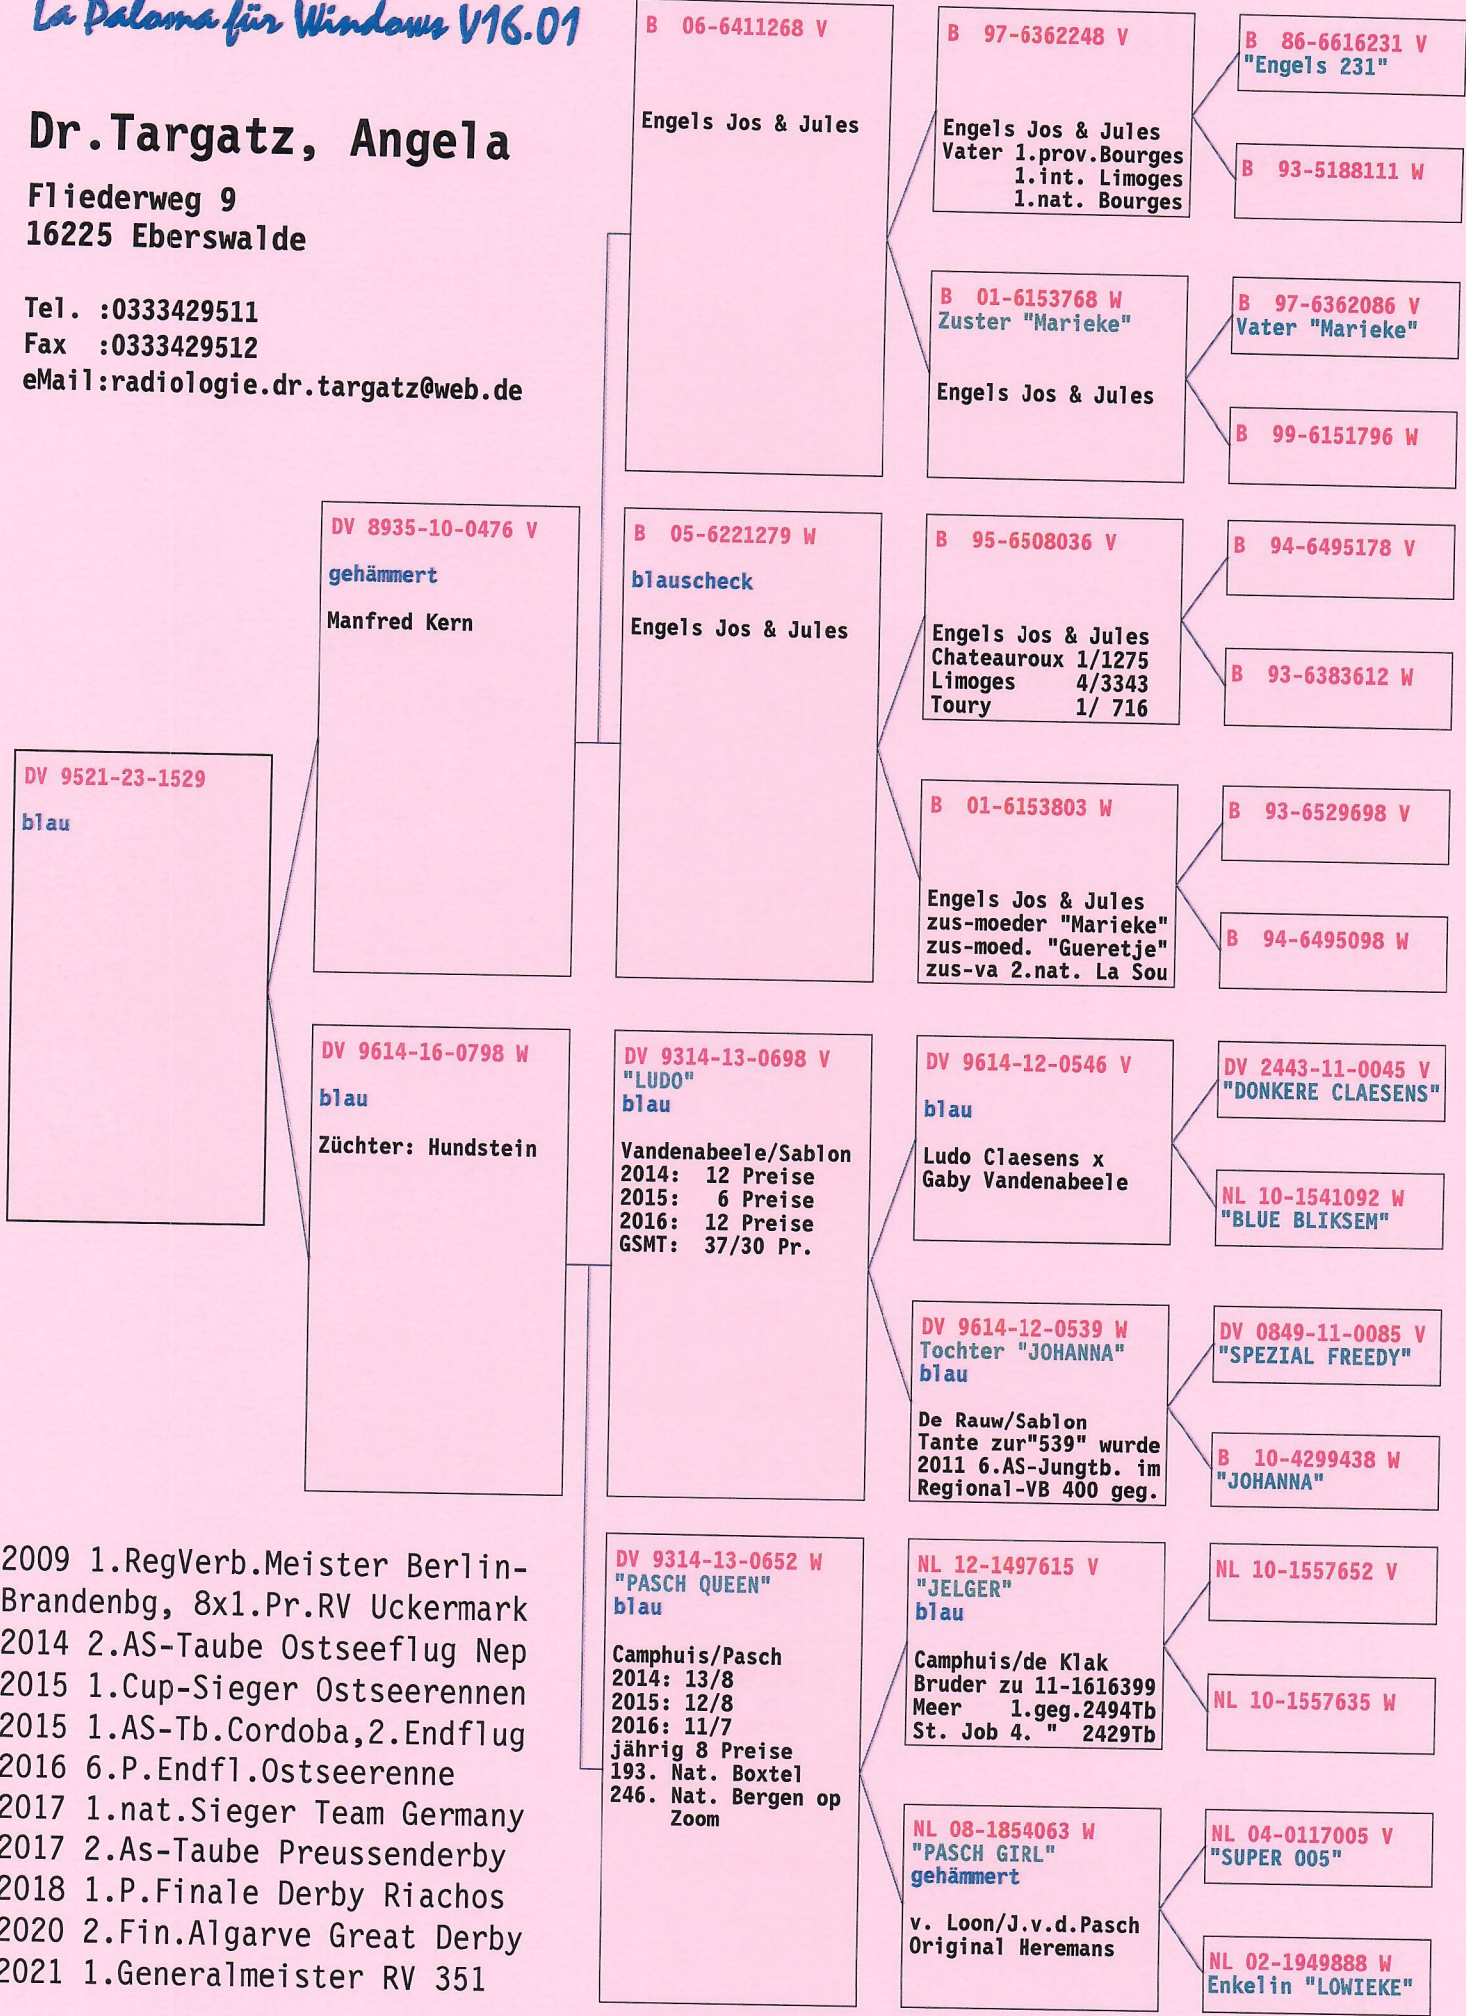 La Paloma für Windows V16.01
Dr.Targatz, Angela
Fliederweg 9
16225 Eberswalde
Tel. :0333429511
Fax  :0333429512
eMail:radiologie.dr.targatz@web.de
DV 9521-23-1529
blau
DV 8935-10-0476 V
gehämmert
Manfred Kern
DV 9614-16-0798 W
blau
Züchter: Hundstein
B  06-6411268 V
Engels Jos & Jules
B  05-6221279 W
blauscheck
Engels Jos & Jules
DV 9314-13-0698 V
"LUDO"
blau
Vandenabeele/Sablon
2014:  12 Preise
2015:   6 Preise
2016:  12 Preise
GSMT:  37/30 Pr.
DV 9314-13-0652 W
"PASCH QUEEN"
blau
Camphuis/Pasch
2014: 13/8
2015: 12/8
2016: 11/7
jährig 8 Preise
193. Nat. Boxtel
246. Nat. Bergen op
Zoom
B  97-6362248 V
Engels Jos & Jules
Vater 1.prov.Bourges
1.int. Limoges
1.nat. Bourges
B  01-6153768 W
Zuster "Marieke"
Engels Jos & Jules
B  95-6508036 V
Engels Jos & Jules
Chateauroux 1/1275
Limoges     4/3343
Toury       1/ 716
B  01-6153803 W
Engels Jos & Jules
zus-moeder "Marieke"
zus-moed. "Gueretje"
zus-va 2.nat. La Sou
DV 9614-12-0546 V
blau
Ludo Claesens x
Gaby Vandenabeele
DV 9614-12-0539 W
Tochter "JOHANNA"
blau
De Rauw/Sablon
Tante zur"539" wurde
2011 6.AS-Jungtb. im
Regional-VB 400 geg.
NL 12-1497615 V
"JELGER"
blau
Camphuis/de Klak
Bruder zu 11-1616399
Meer    1.geg.2494Tb
St. Job 4. "  2429Tb
NL 08-1854063 W
"PASCH GIRL"
gehämmert
v. Loon/J.v.d.Pasch
Original Heremans
B  86-6616231 V
"Engels 231"
B  93-5188111 W
B  97-6362086 V
Vater "Marieke"
B  99-6151796 W
B  94-6495178 V
B  93-6383612 W
B  93-6529698 V
B  94-6495098 W
DV 2443-11-0045 V
"DONKERE CLAESENS"
NL 10-1541092 W
"BLUE BLIKSEM"
DV 0849-11-0085 V
"SPEZIAL FREEDY"
B  10-4299438 W
"JOHANNA"
NL 10-1557652 V
NL 10-1557635 W
NL 04-0117005 V
"SUPER 005"
NL 02-1949888 W
Enkelin "LOWIEKE"
2009 1.RegVerb.Meister Berlin-
Brandenbg, 8x1.Pr.RV Uckermark
2014 2.AS-Taube Ostseeflug Nep
2015 1.Cup-Sieger Ostseerennen
2015 1.AS-Tb.Cordoba,2.Endflug
2016 6.P.Endfl.Ostseerenne
2017 1.nat.Sieger Team Germany
2017 2.As-Taube Preussenderby
2018 1.P.Finale Derby Riachos
2020 2.Fin.Algarve Great Derby
2021 1.Generalmeister RV 351